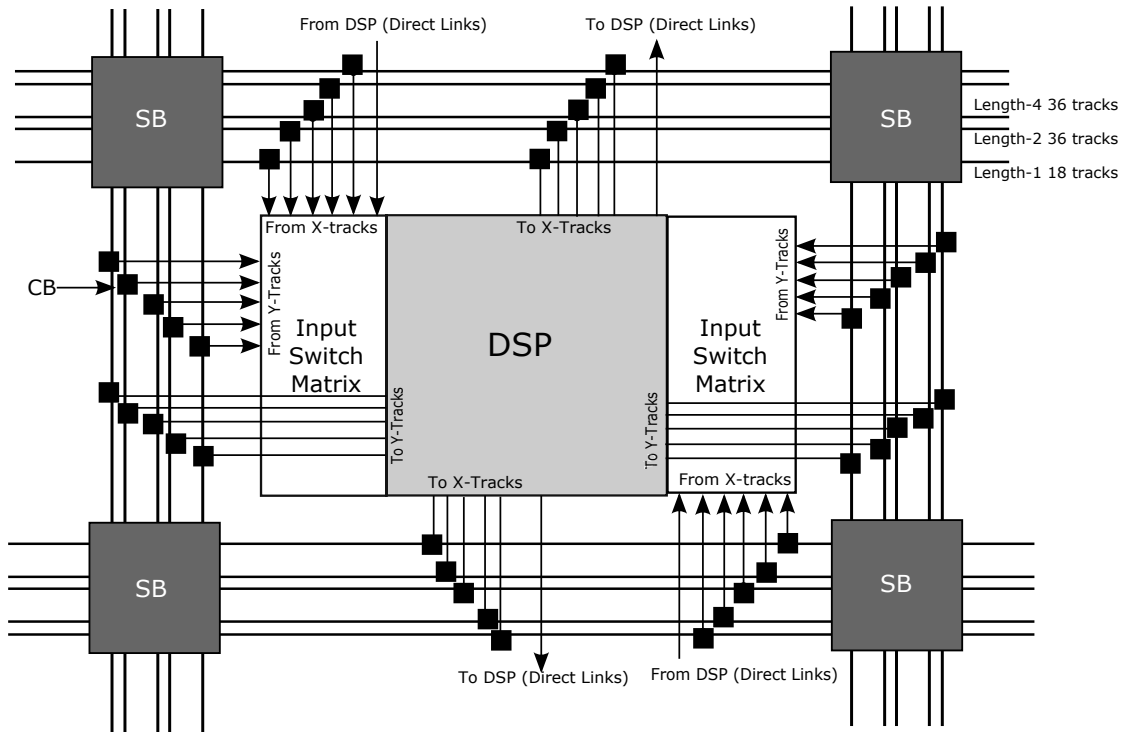 From DSP (Direct Links)
To DSP (Direct Links)
SB
SB
Length-4 36 tracks
Length-2 36 tracks
Length-1 18 tracks
From X-tracks
To X-Tracks
CB
From Y-Tracks
From Y-Tracks
Input
Switch
Matrix
DSP
Input
Switch
Matrix
To Y-Tracks
To Y-Tracks
To X-Tracks
From X-tracks
SB
SB
To DSP (Direct Links)
From DSP (Direct Links)